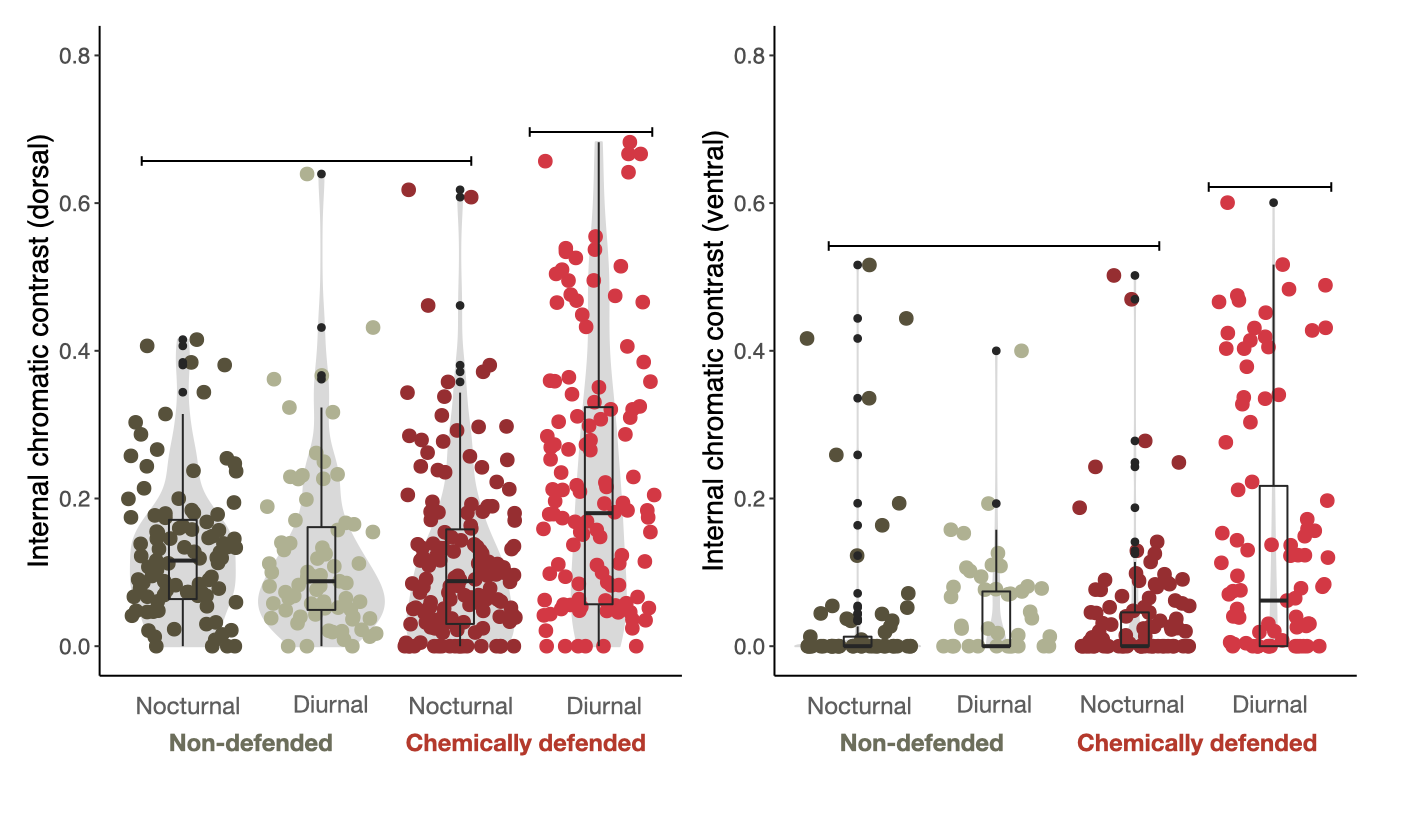 Internal chromatic contrast (dorsal)
0.8
0.6
0.4
0.2
0.0
Nocturnal Diurnal Nocturnal Diurnal
Non-defended Chemically defended
Internal chromatic contrast (ventral)
0.8
0.6
0.4
0.2
0.0
Nocturnal Diurnal Nocturnal Diurnal
Non-defended Chemically defended